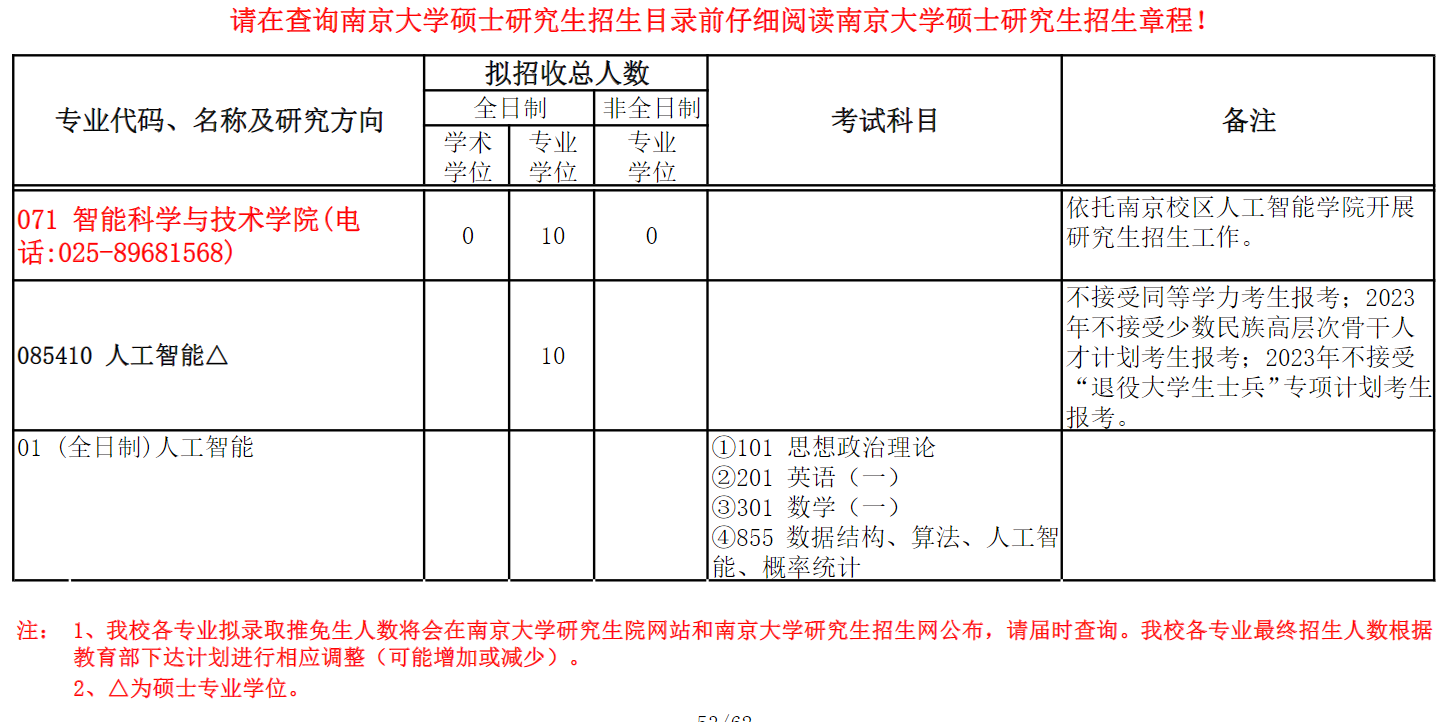 请在查询南京大学硕士研究生招生目录前仔细阅读南京大学硕士研究生招生章程!
专业代码、名称及研究方向
拟招收总人数
考试科目
备注
全日制
非全日制
学术
学位
专业
学位
专业
学位
071 智能科学与技术学院(电
话:025-89681568)
0
10
0
依托南京校区人工智能学院开展
研究生招生工作。
085410 人工智能△
10
不接受同等学力考生报考；2023
年不接受少数民族高层次骨干人
才计划考生报考；2023年不接受
“退役大学生士兵”专项计划考生
报考。
01 (全日制)人工智能
①101 思想政治理论
②201 英语（一）
③301 数学（一）
④855 数据结构、算法、人工智
能、概率统计
注： 1、我校各专业拟录取推免生人数将会在南京大学研究生院网站和南京大学研究生招生网公布，请届时查询。我校各专业最终招生人数根据
教育部下达计划进行相应调整（可能增加或减少）。
2、△为硕士专业学位。